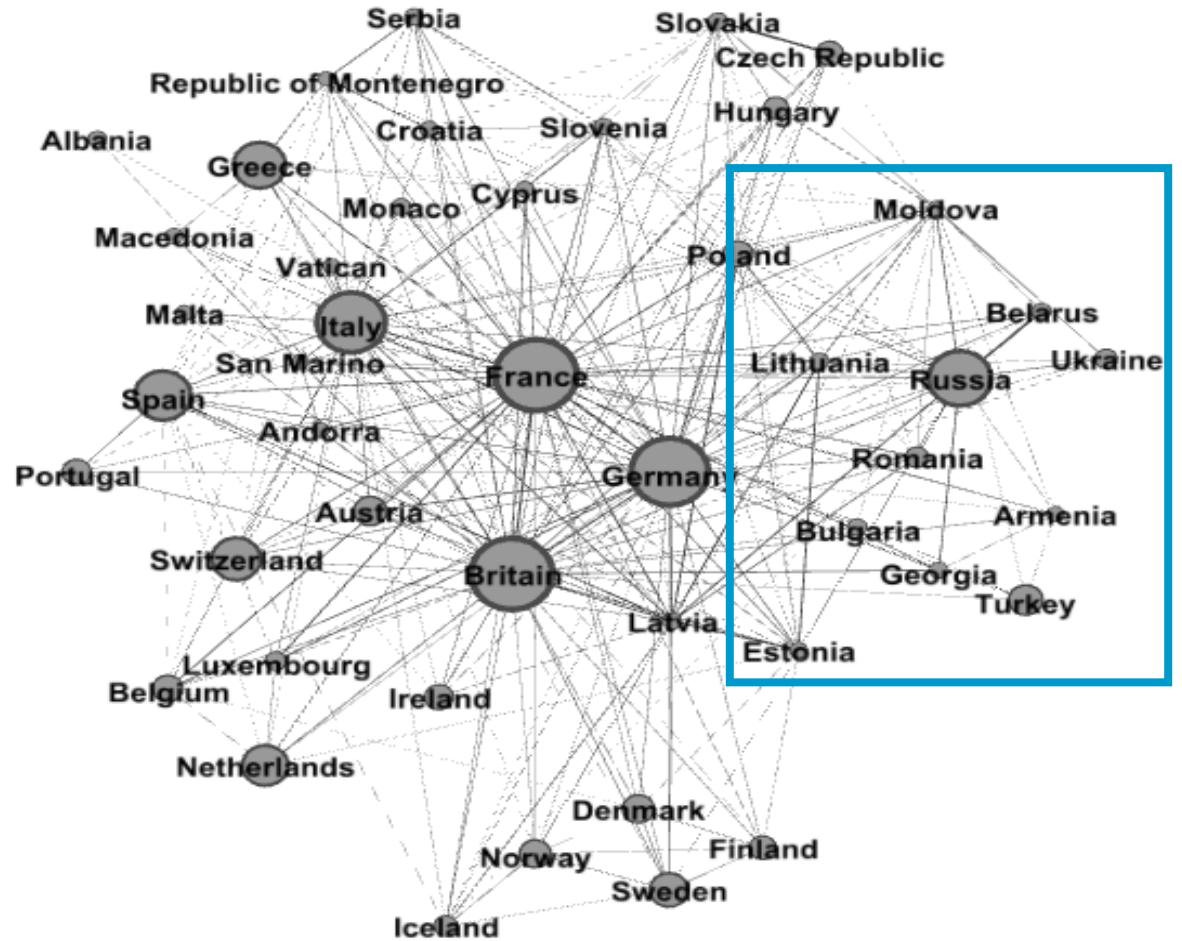 Serbia
Slovakia
Czech Republic
Republic of Montenegro
Hungary
Croatia
Slovenia
Albania
Greece
Cyprus
Monaco
Moldova
Macedonia
Poland
Vatican
Malta
Belarus
Italy
San Marino
Lithuania
Ukraine
France
Russia
Spain
Andorra
Romania
Portugal
Germany
Austria
Armenia
Bulgaria
Switzerland
Britain
Georgia
Turkey
Latvia
Estonia
Luxembourg
Belgium
Ireland
Netherlands
Denmark
Finland
Norway
Sweden
Iceland